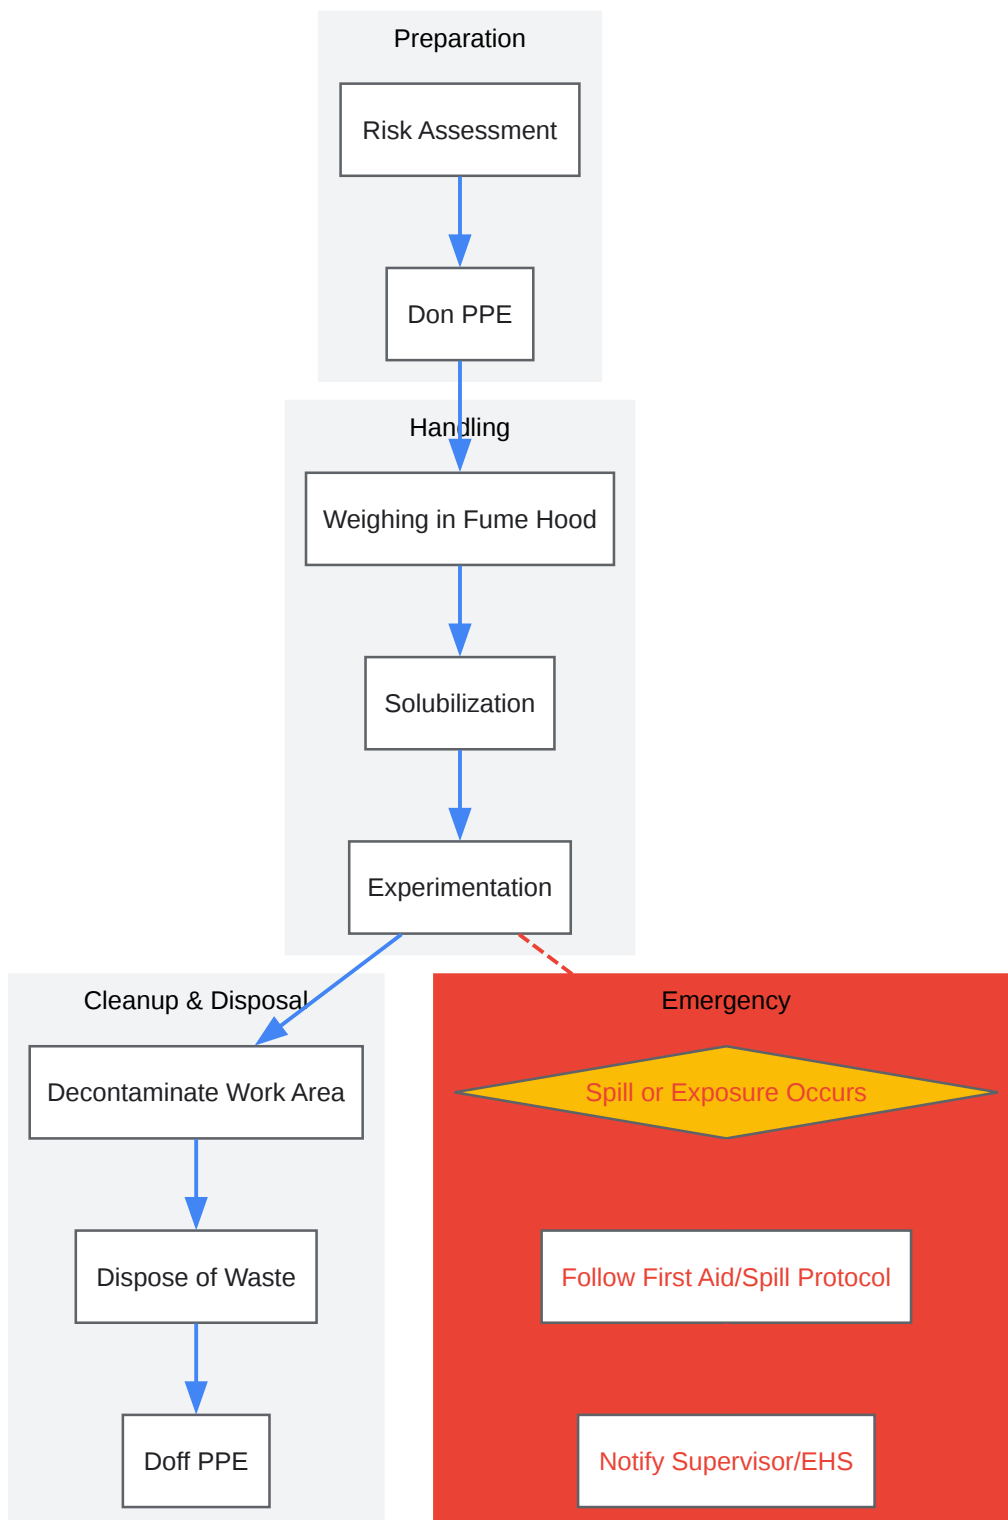 Preparation
Risk Assessment
Don PPE
Handling
Weighing in Fume Hood
Solubilization
Experimentation
Cleanup & Disposal
Decontaminate Work Area
Dispose of Waste
Doff PPE
Emergency
Spill or Exposure Occurs
Follow First Aid/Spill Protocol
Notify Supervisor/EHS